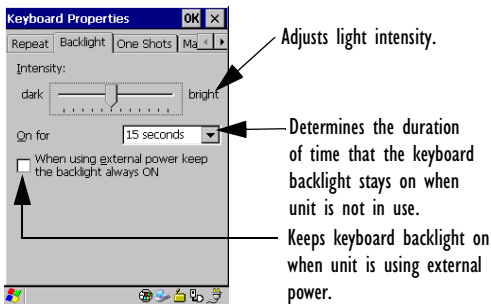 Keyboard Properties OK ×
Repeat Backlight One Shots Ma
Intensity:
dark bright
On for 15 seconds
When using external power keep
the backlight always ON
Adjusts light intensity.
Determines the duration
of time that the keyboard
backlight stays on when
unit is not in use.
Keeps keyboard backlight on
when unit is using external
power.